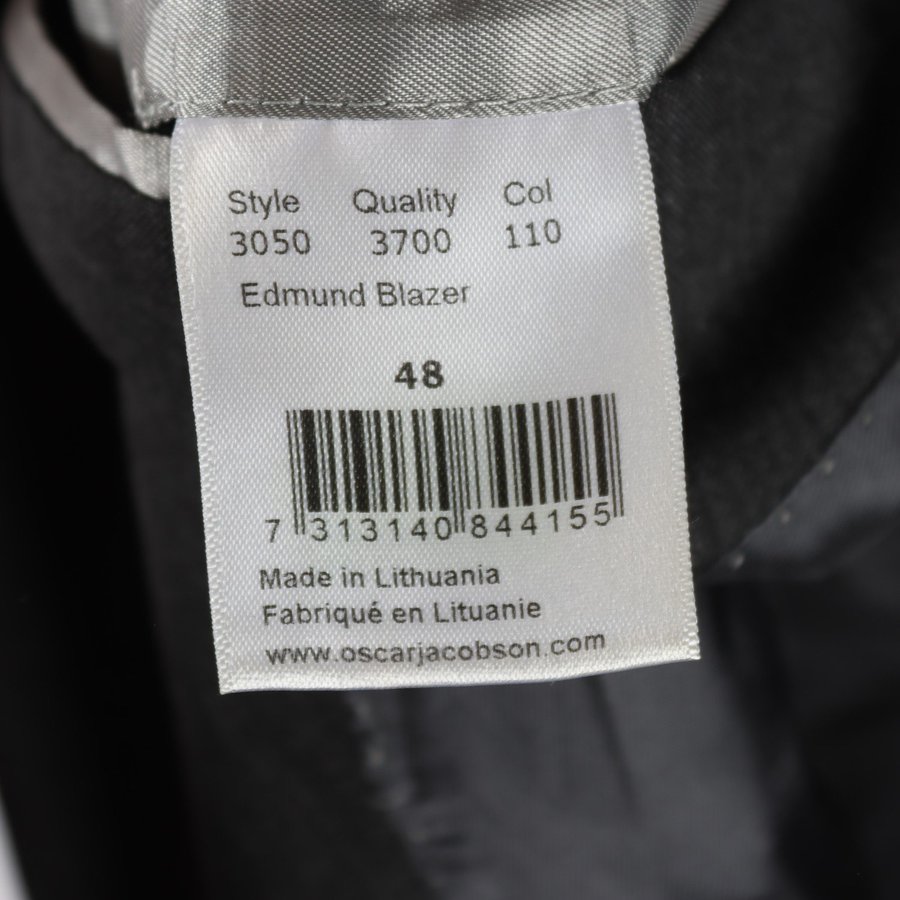 Style Quality Col
3050 3700 110
Edmund Blazer
48
7 313140 844155
Made in Lithuania
Fabriqué en Lituanie
www.oscarjacobson.com